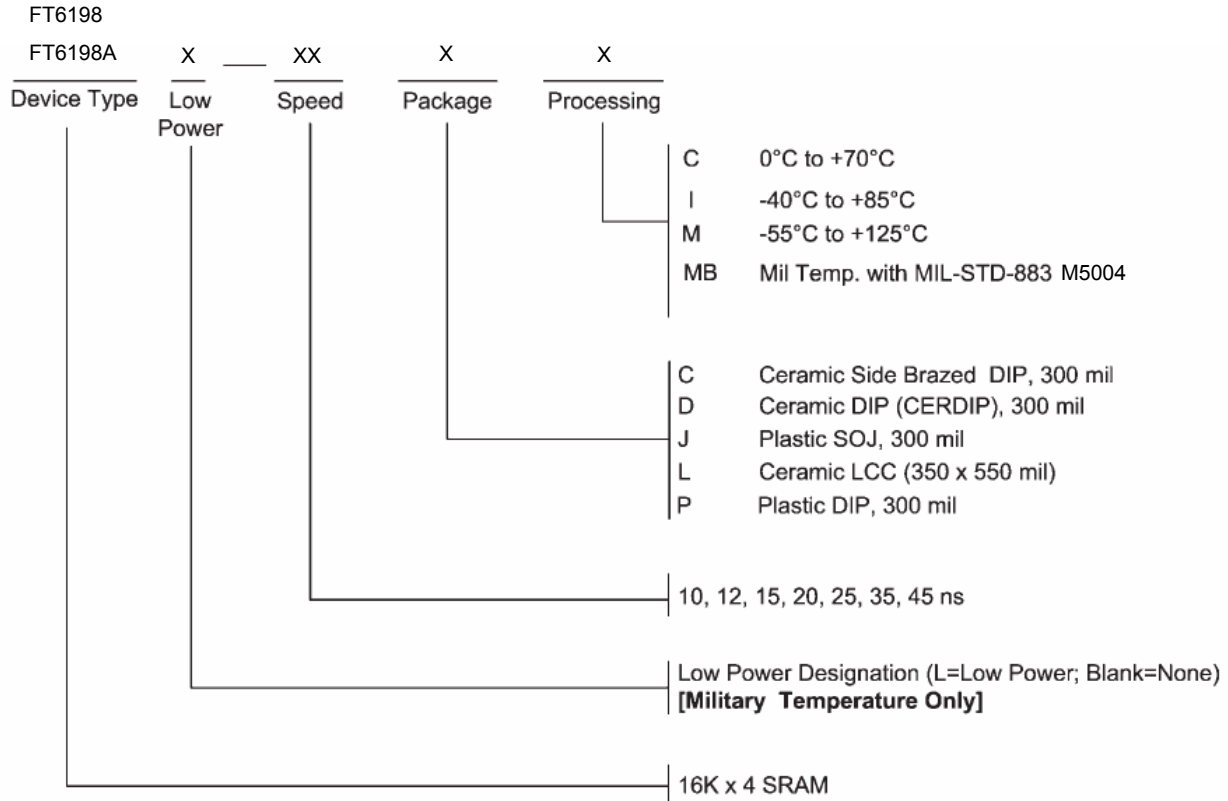 FT6198
FT6198A X __ XX X X
Device Type Low Power Speed Package Processing
C 0°C to +70°C
I -40°C to +85°C
M -55°C to +125°C
MB Mil Temp. with MIL-STD-883 M5004
C Ceramic Side Brazed DIP, 300 mil
D Ceramic DIP (CERDIP), 300 mil
J Plastic SOJ, 300 mil
L Ceramic LCC (350 x 550 mil)
P Plastic DIP, 300 mil
10, 12, 15, 20, 25, 35, 45 ns
Low Power Designation (L=Low Power; Blank=None)
[Military Temperature Only]
16K x 4 SRAM